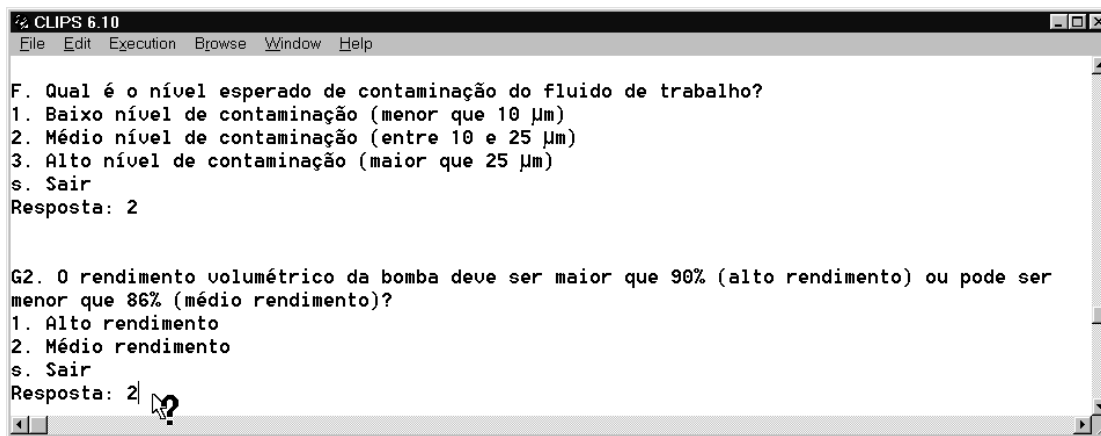 CLIPS 6.10
File Edit Execution Browse Window Help
F. Qual é o nível esperado de contaminação do fluido de trabalho?
1. Baixo nível de contaminação (menor que 10 µm)
2. Médio nível de contaminação (entre 10 e 25 µm)
3. Alto nível de contaminação (maior que 25 µm)
s. Sair
Resposta: 2
G2. O rendimento volumétrico da bomba deve ser maior que 90% (alto rendimento) ou pode ser
menor que 86% (médio rendimento)?
1. Alto rendimento
2. Médio rendimento
s. Sair
Resposta: 2